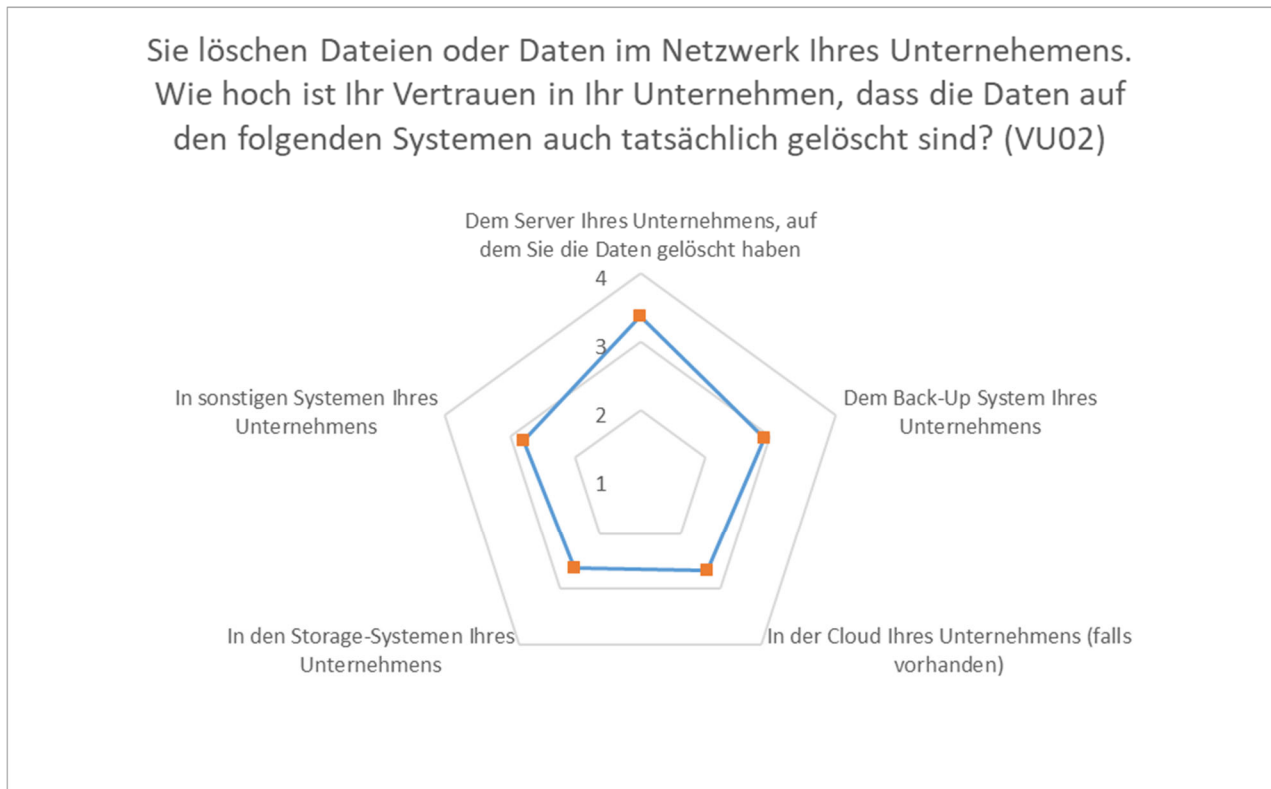 Sie löschen Dateien oder Daten im Netzwerk Ihres Unternehemens.
Wie hoch ist Ihr Vertrauen in Ihr Unternehmen, dass die Daten auf
den folgenden Systemen auch tatsächlich gelöscht sind? (VU02)
Dem Server Ihres Unternehmens, auf
dem Sie die Daten gelöscht haben
4
3
2
1
In sonstigen Systemen Ihres
Unternehmens
Dem Back-Up System Ihres
Unternehmens
In den Storage-Systemen Ihres
Unternehmens
In der Cloud Ihres Unternehmens (falls
vorhanden)